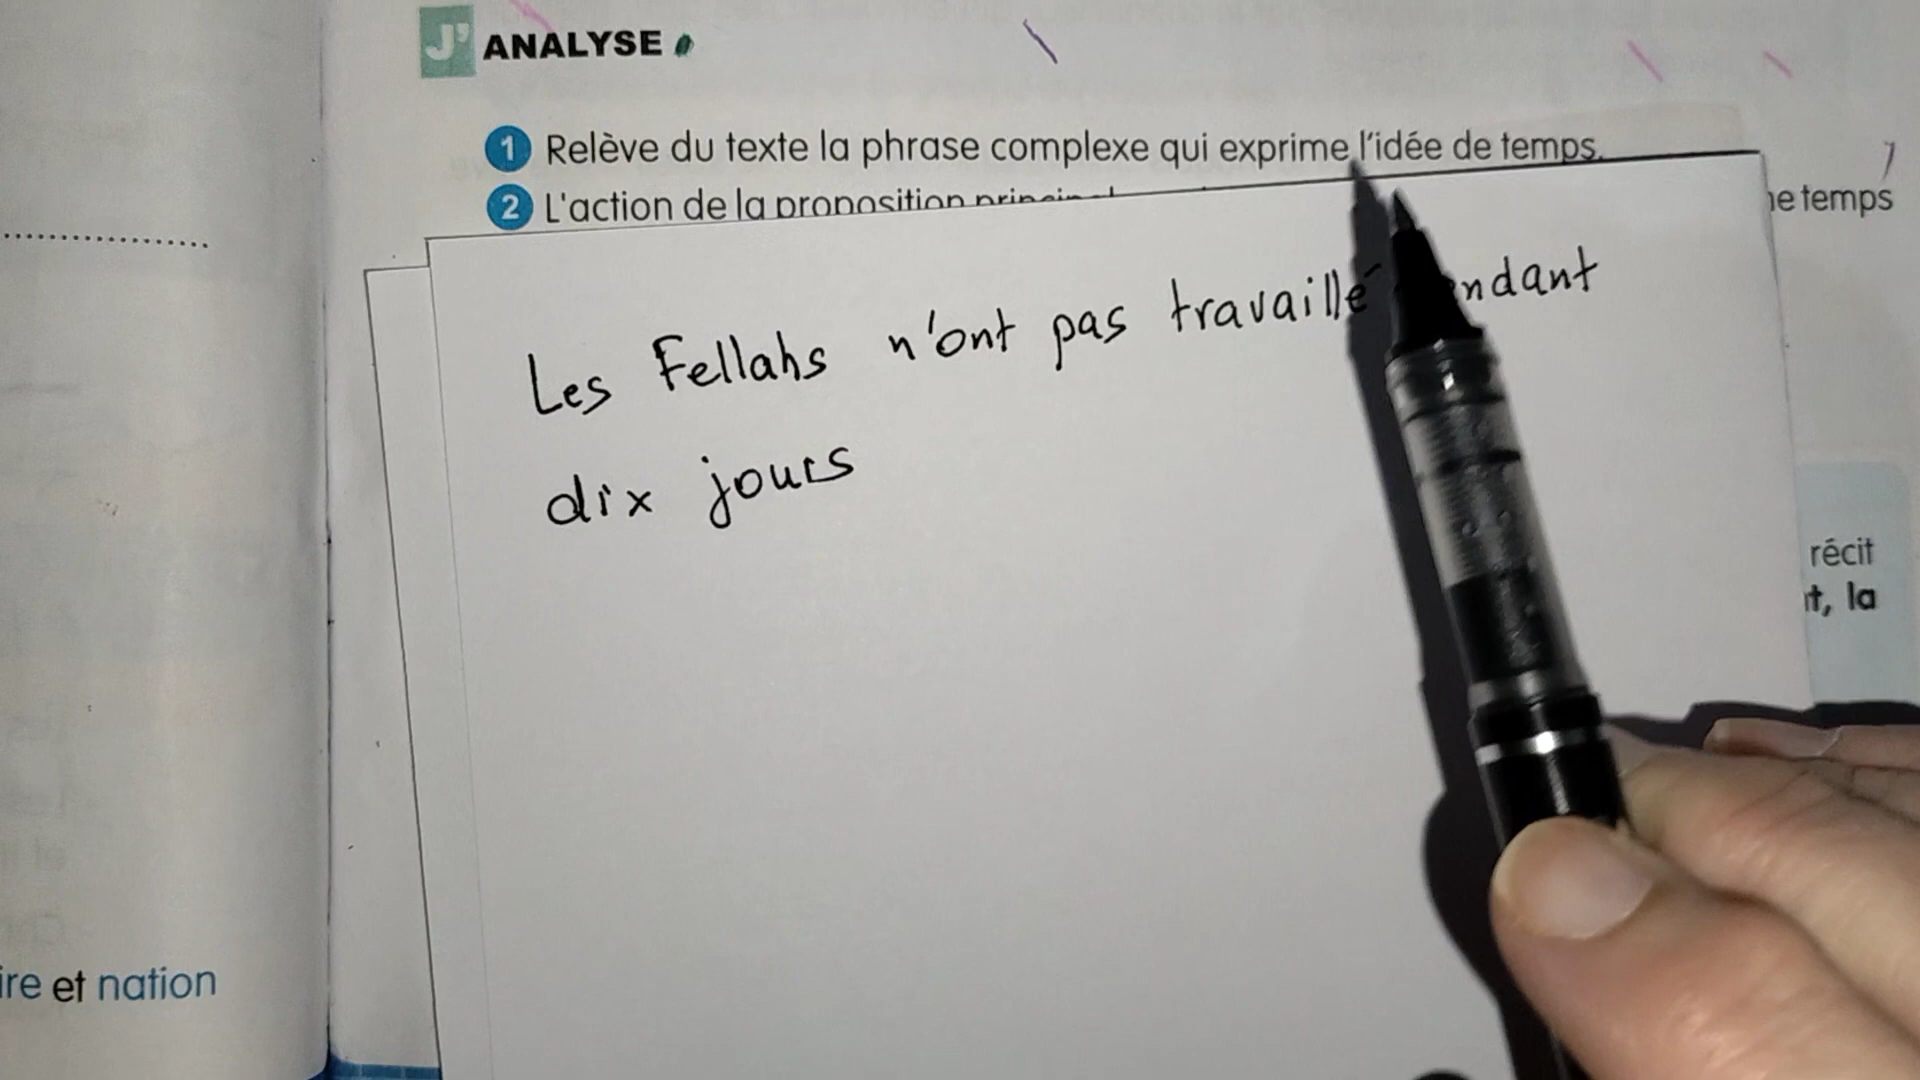 J' ANALYSE
1 Relève du texte la phrase complexe qui exprime l'idée de temps.
2 L'action de la proposition
temps
Les Fellahs n'ont pas travaillé
dix jours
récit
la
et nation